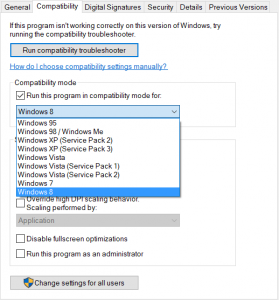 General Compatibility Digital Signatures Security Details Previous Versions
If this program isn't working correctly on this version of Windows, try
running the compatibility troubleshooter.
Run compatibility troubleshooter
How do I choose compatibility settings manually?
Compatibility mode
Run this program in compatibility mode for:
Windows 8
Windows 95
Windows 98 / Windows Me
Windows XP (Service Pack 2)
Windows XP (Service Pack 3)
Windows Vista
Windows Vista (Service Pack 1)
Windows Vista (Service Pack 2)
Windows 7
Windows 8
Override high DPI scaling behavior.
Scaling performed by:
Application
Disable fullscreen optimizations
Run this program as an administrator
Change settings for all users